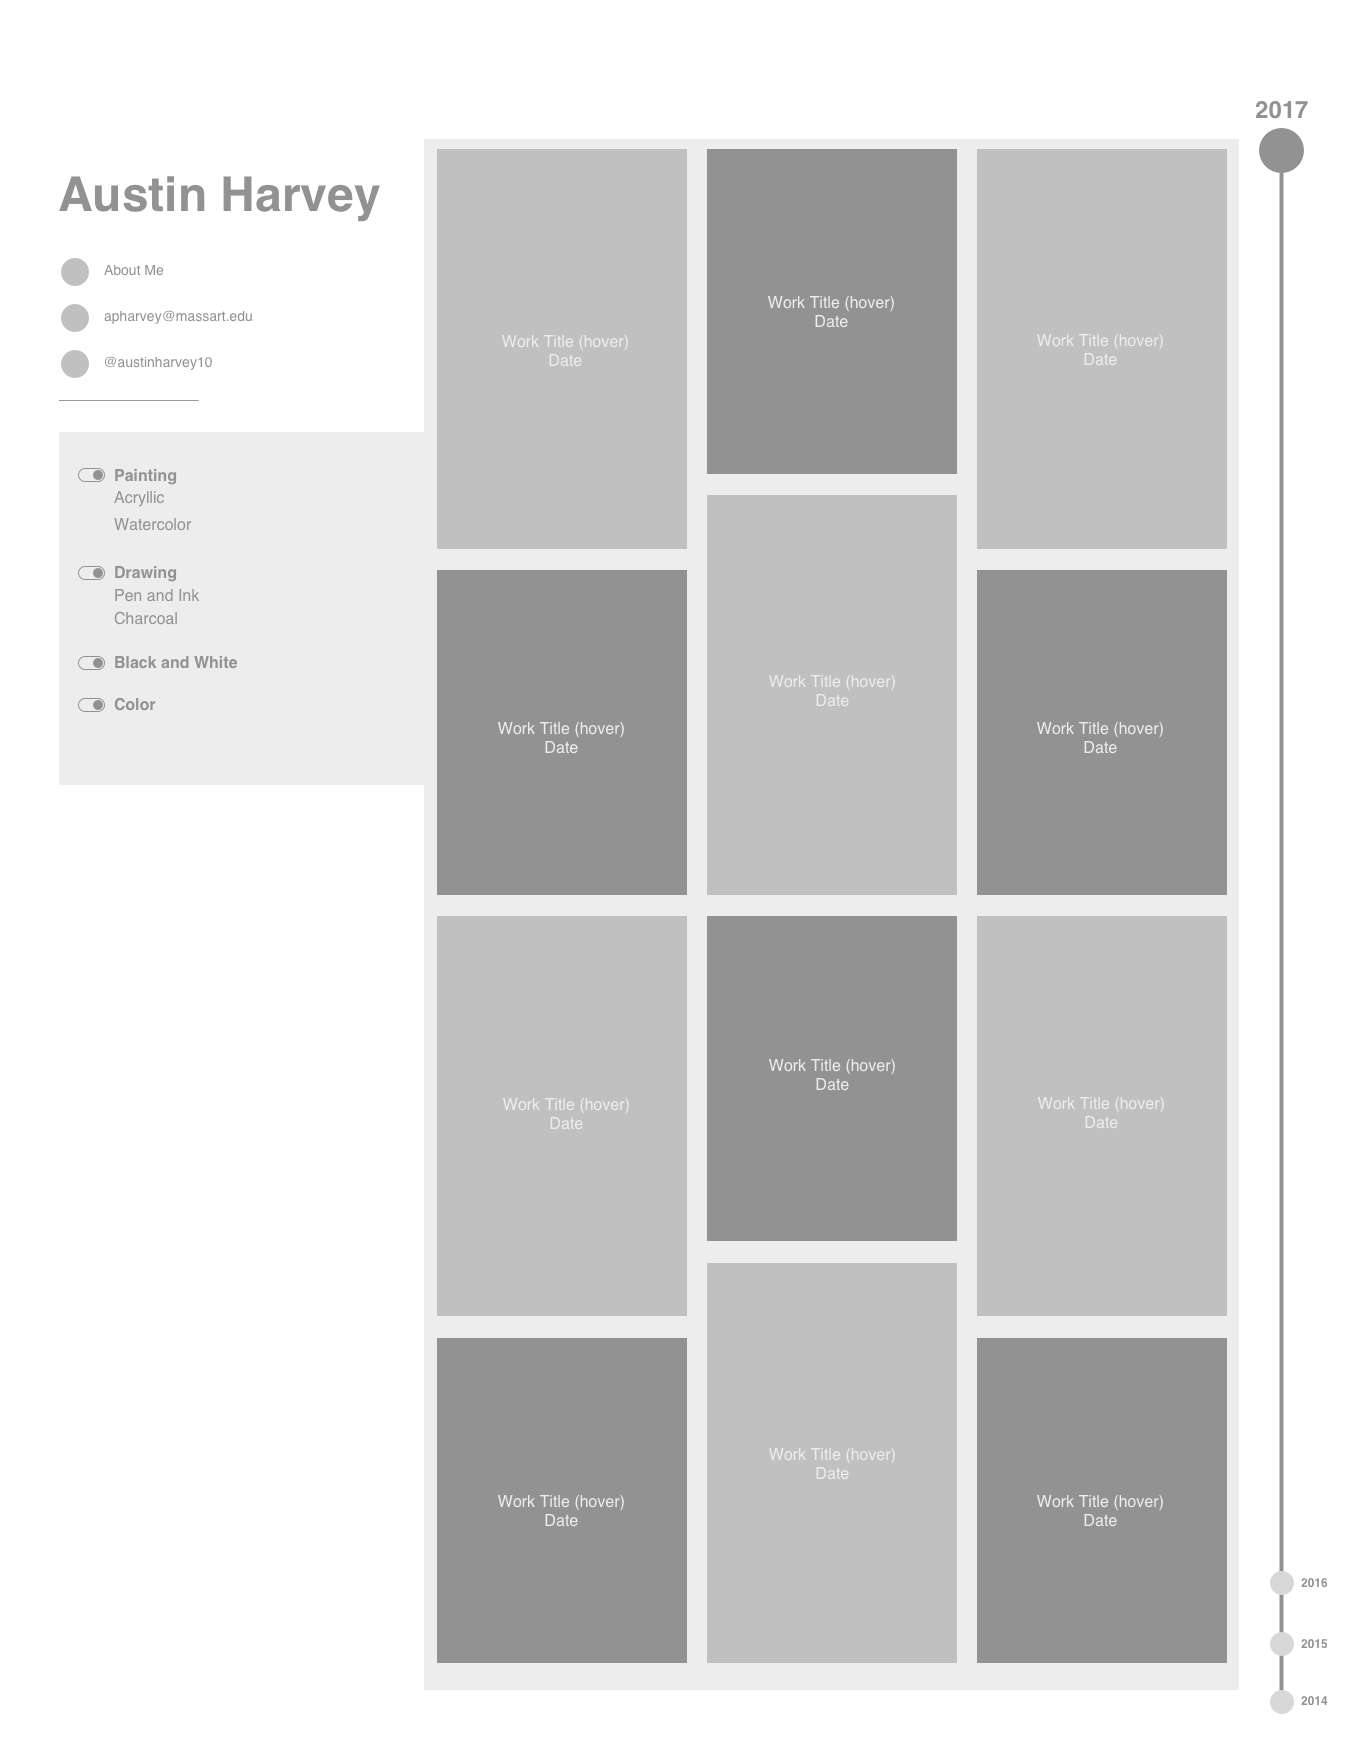 2017
Austin Harvey
About Me
apharvey@massart.edu
@austinharvey10
Painting
Acryllic
Watercolor
Drawing
Pen and Ink
Charcoal
Black and White
Color
Work Title (hover)
Date
Work Title (hover)
Date
Work Title (hover)
Date
Work Title (hover)
Date
Work Title (hover)
Date
Work Title (hover)
Date
Work Title (hover)
Date
Work Title (hover)
Date
Work Title (hover)
Date
Work Title (hover)
Date
Work Title (hover)
Date
Work Title (hover)
Date
2016
2015
2014